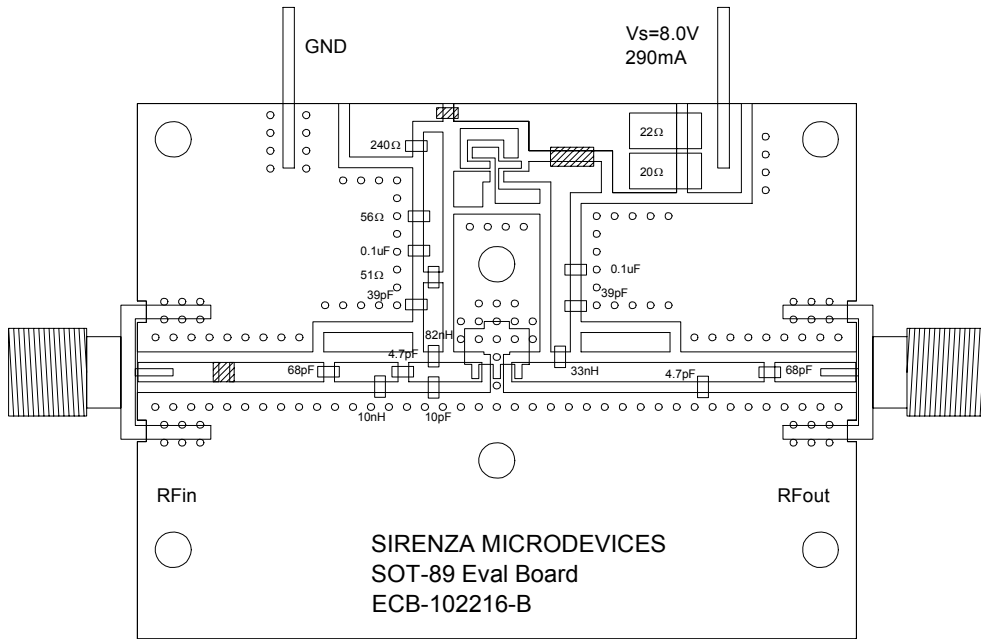 GND
Vs=8.0V
290mA
22Ω
240Ω
20Ω
56Ω
0.1uF
0.1uF
51Ω
39pF
39pF
82nH
4.7pF
68pF
33nH
4.7pF
68pF
10nH
10pF
RFin
RFout
SIRENZA MICRODEVICES
SOT-89 Eval Board
ECB-102216-B